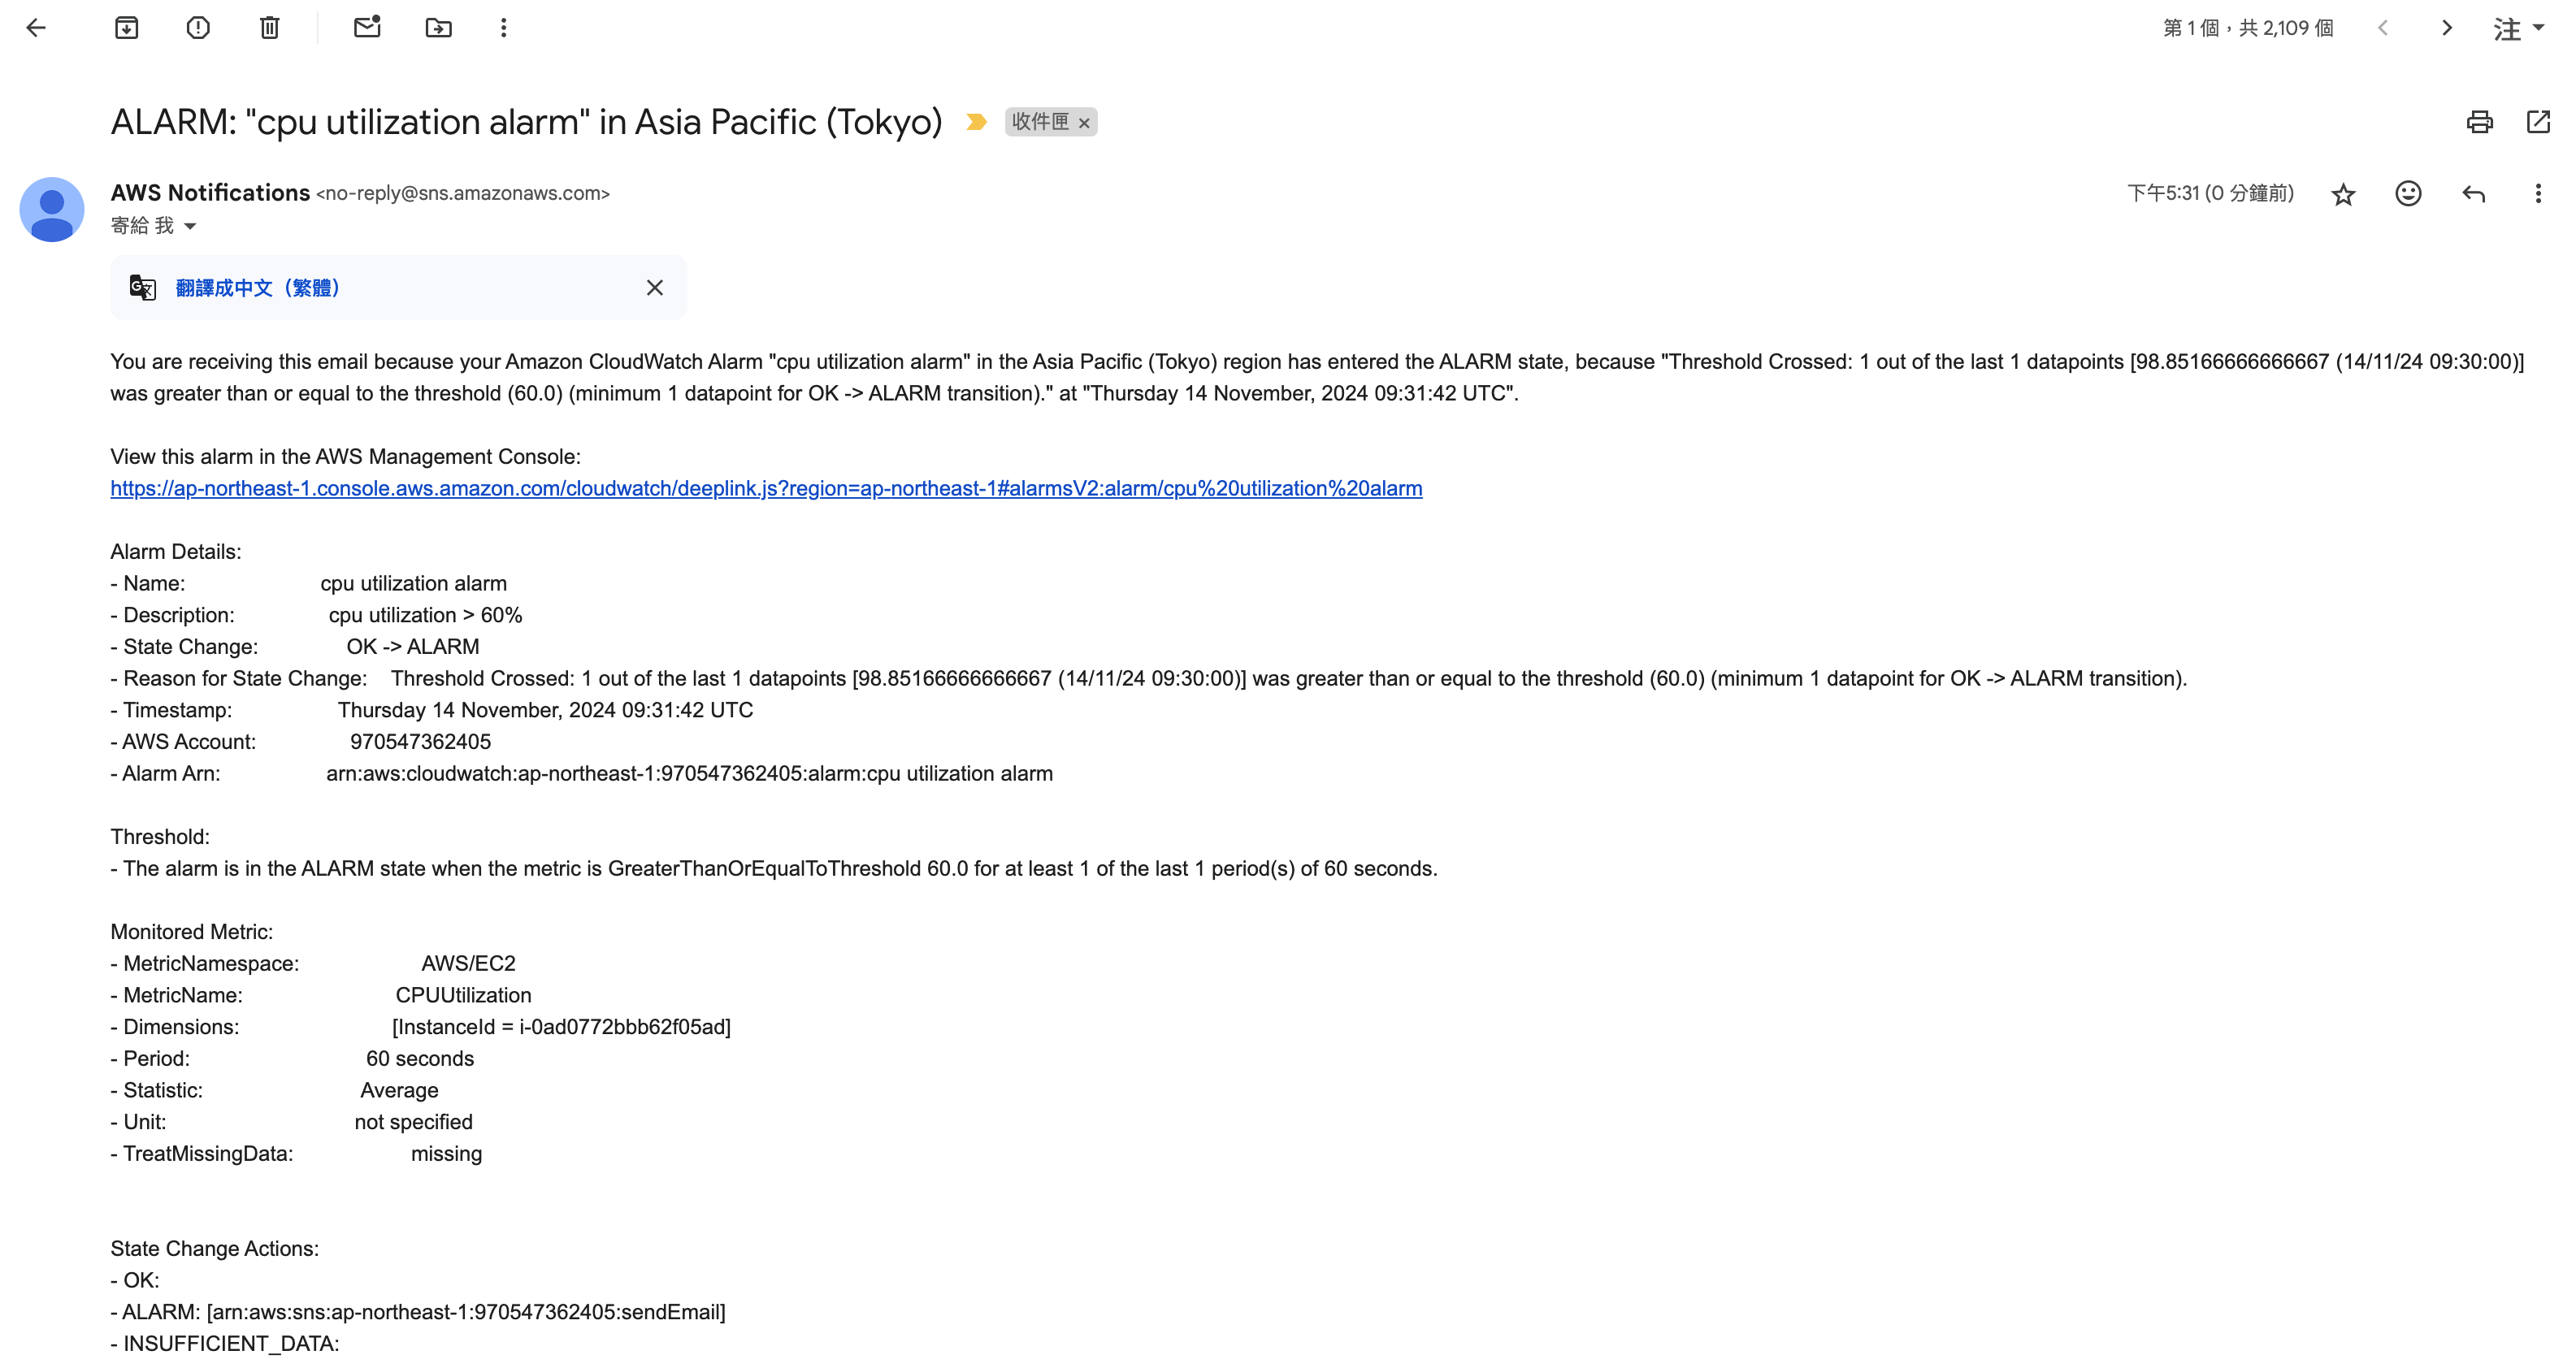 第 1 個，共 2,109 個
注
ALARM: "cpu utilization alarm" in Asia Pacific (Tokyo)
收件匣
AWS Notifications <no-reply@sns.amazonaws.com>
下午5:31 (0 分鐘前)
寄給 我
翻譯成中文（繁體）
You are receiving this email because your Amazon CloudWatch Alarm "cpu utilization alarm" in the Asia Pacific (Tokyo) region has entered the ALARM state, because "Threshold Crossed: 1 out of the last 1 datapoints [98.85166666666667 (14/11/24 09:30:00)]
was greater than or equal to the threshold (60.0) (minimum 1 datapoint for OK -> ALARM transition)." at "Thursday 14 November, 2024 09:31:42 UTC".
View this alarm in the AWS Management Console:
https://ap-northeast-1.console.aws.amazon.com/cloudwatch/deeplink.js?region=ap-northeast-1#alarmsV2:alarm/cpu%20utilization%20alarm
Alarm Details:
- Name: cpu utilization alarm
- Description: cpu utilization > 60%
- State Change: OK -> ALARM
- Reason for State Change: Threshold Crossed: 1 out of the last 1 datapoints [98.85166666666667 (14/11/24 09:30:00)] was greater than or equal to the threshold (60.0) (minimum 1 datapoint for OK -> ALARM transition).
- Timestamp: Thursday 14 November, 2024 09:31:42 UTC
- AWS Account: 970547362405
- Alarm Arn: arn:aws:cloudwatch:ap-northeast-1:970547362405:alarm:cpu utilization alarm
Threshold:
- The alarm is in the ALARM state when the metric is GreaterThanOrEqualToThreshold 60.0 for at least 1 of the last 1 period(s) of 60 seconds.
Monitored Metric:
- MetricNamespace: AWS/EC2
- MetricName: CPUUtilization
- Dimensions: [InstanceId = i-0ad0772bbb62f05ad]
- Period: 60 seconds
- Statistic: Average
- Unit: not specified
- TreatMissingData: missing
State Change Actions:
- OK:
- ALARM: [arn:aws:sns:ap-northeast-1:970547362405:sendEmail]
- INSUFFICIENT_DATA: